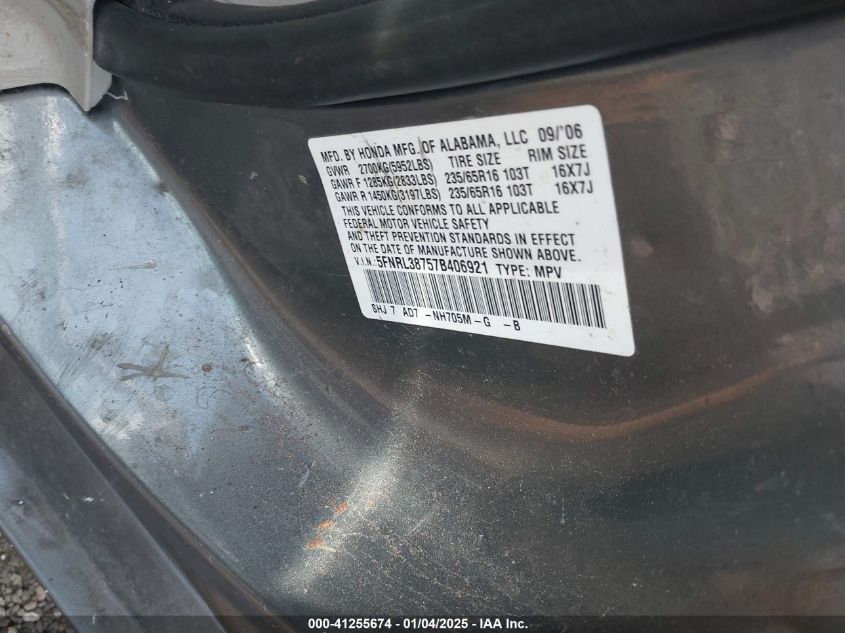 MFD. BY HONDA MFG. OF ALABAMA, LLC 09/'06
GVWR 2700KG(5952LBS) TIRE SIZE RIM SIZE
GAWR F 1285KG(2833LBS) 235/65R16 103T 16X7J
GAWR R 1450KG(3197LBS) 235/65R16 103T 16X7J
THIS VEHICLE CONFORMS TO ALL APPLICABLE
FEDERAL MOTOR VEHICLE SAFETY
AND THEFT PREVENTION STANDARDS IN EFFECT
ON THE DATE OF MANUFACTURE SHOWN ABOVE.
V.I.N.: 5FNRL38757B406921 TYPE: MPV
SHJ 7 AD7 -NH705M-G -B
000-41255674 | 01/04/2025 - IAA Inc.